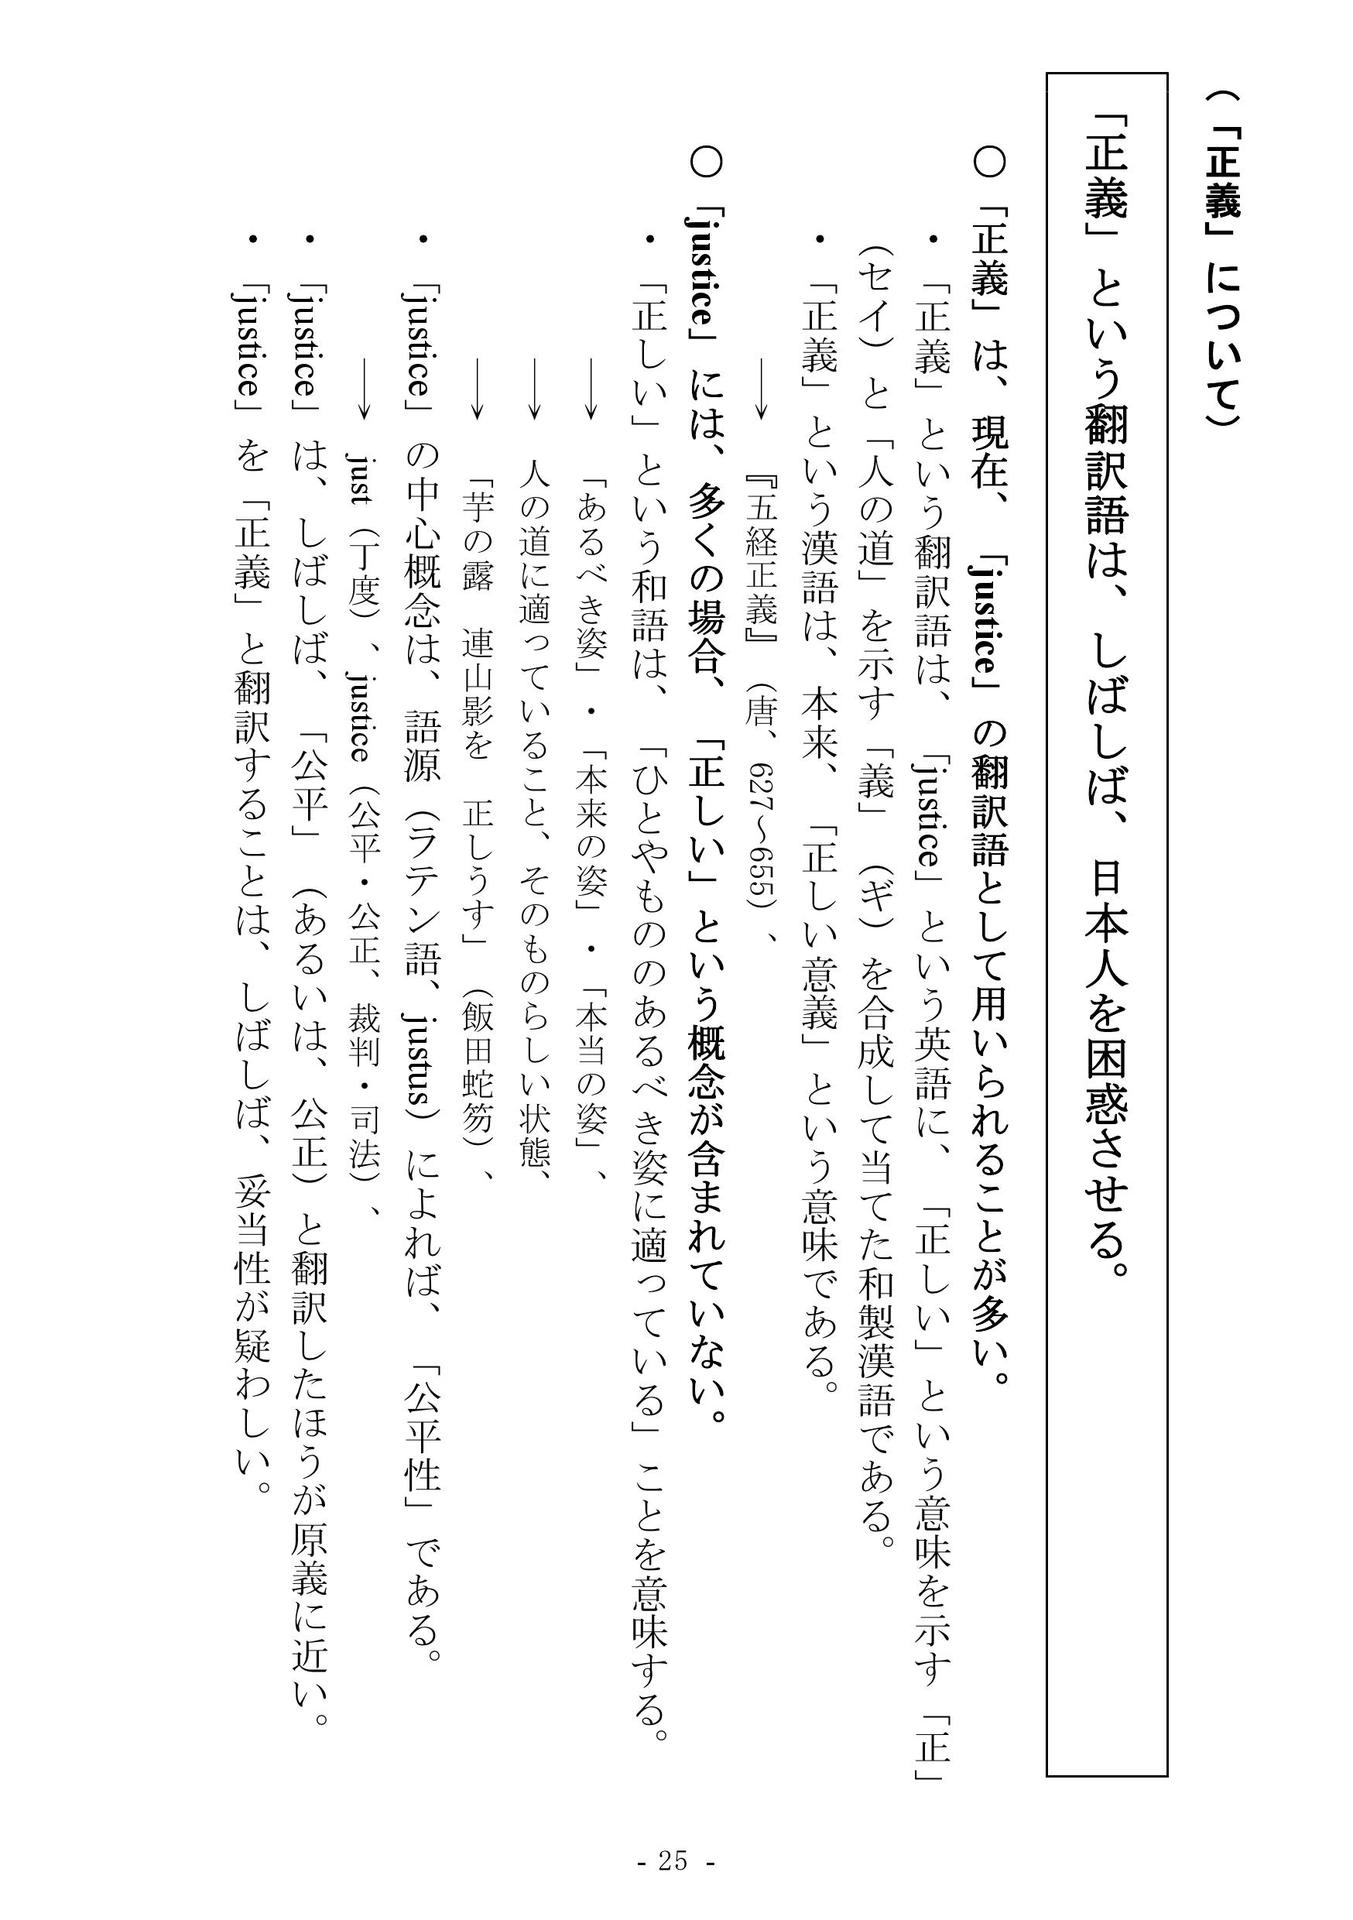 （「正義」について）
「正義」という翻訳語は、しばしば、日本人を困惑させる。
○「正義」は、現在、「justice」の翻訳語として用いられることが多い。
・「正義」という翻訳語は、「justice」という英語に、「正しい」という意味を示す「正」
（セイ）と「人の道」を示す「義」（ギ）を合成して当てた和製漢語である。
・「正義」という漢語は、本来、「正しい意義」という意味である。
→『五経正義』（唐、627～655）、
○「justice」には、多くの場合、「正しい」という概念が含まれていない。
・「正しい」という和語は、「ひとやもののあるべき姿に適っている」ことを意味する。
→「あるべき姿」・「本来の姿」・「本当の姿」、
→人の道に適っていること、そのものらしい状態、
→「芋の露　連山影を　正しうす」（飯田蛇笏）、
・「justice」の中心概念は、語源（ラテン語、justus）によれば、「公平性」である。
→just（丁度）、justice（公平・公正、裁判・司法）、
・「justice」は、しばしば、「公平」（あるいは、公正）と翻訳したほうが原義に近い。
・「justice」を「正義」と翻訳することは、しばしば、妥当性が疑わしい。
- 25 -